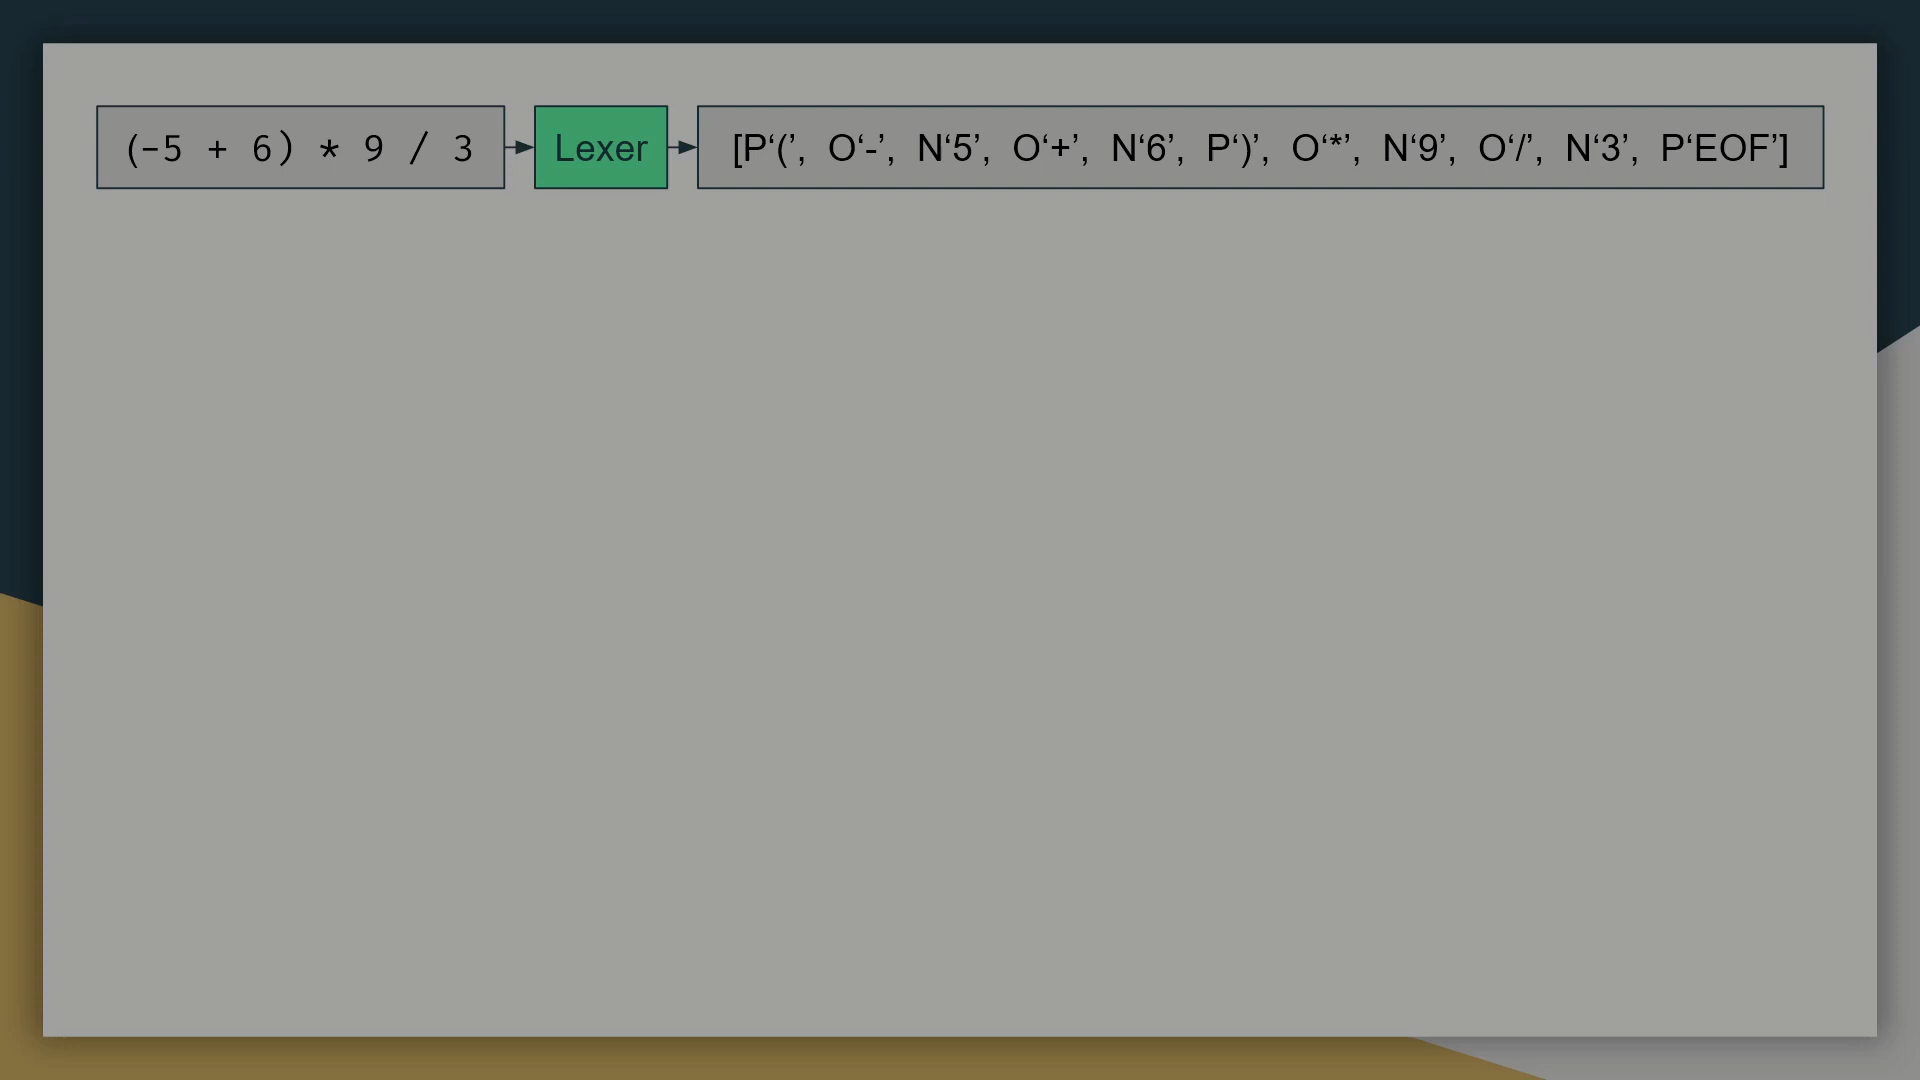 (-5 + 6) * 9 / 3 Lexer [P‘(’, O‘-’, N‘5’, O‘+’, N‘6’, P‘)’, O‘*’, N‘9’, O‘/’, N‘3’, P‘EOF’]